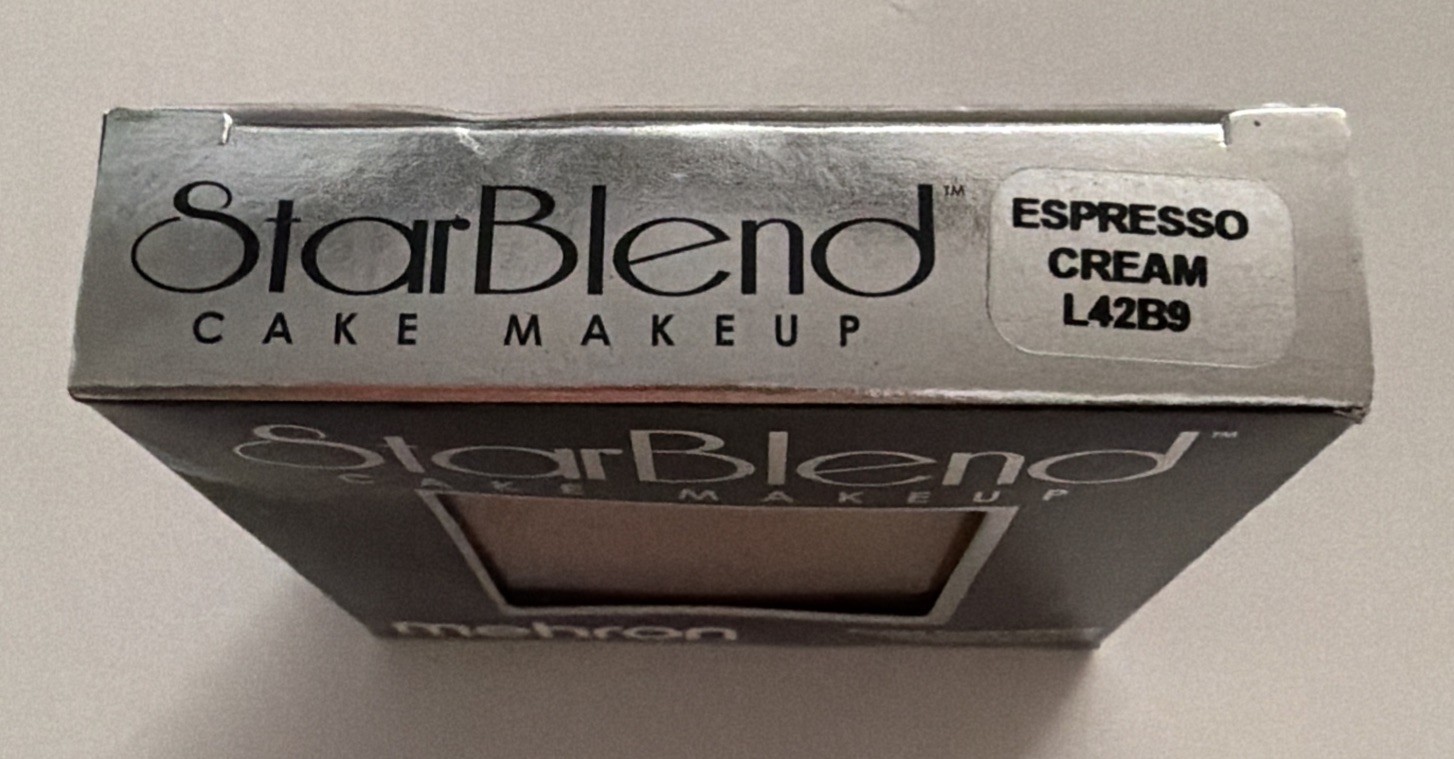 StarBlend™
CAKE MAKEUP
ESPRESSO
CREAM
L42B9
StarBlend™
CAKE MAKEUP
mehron